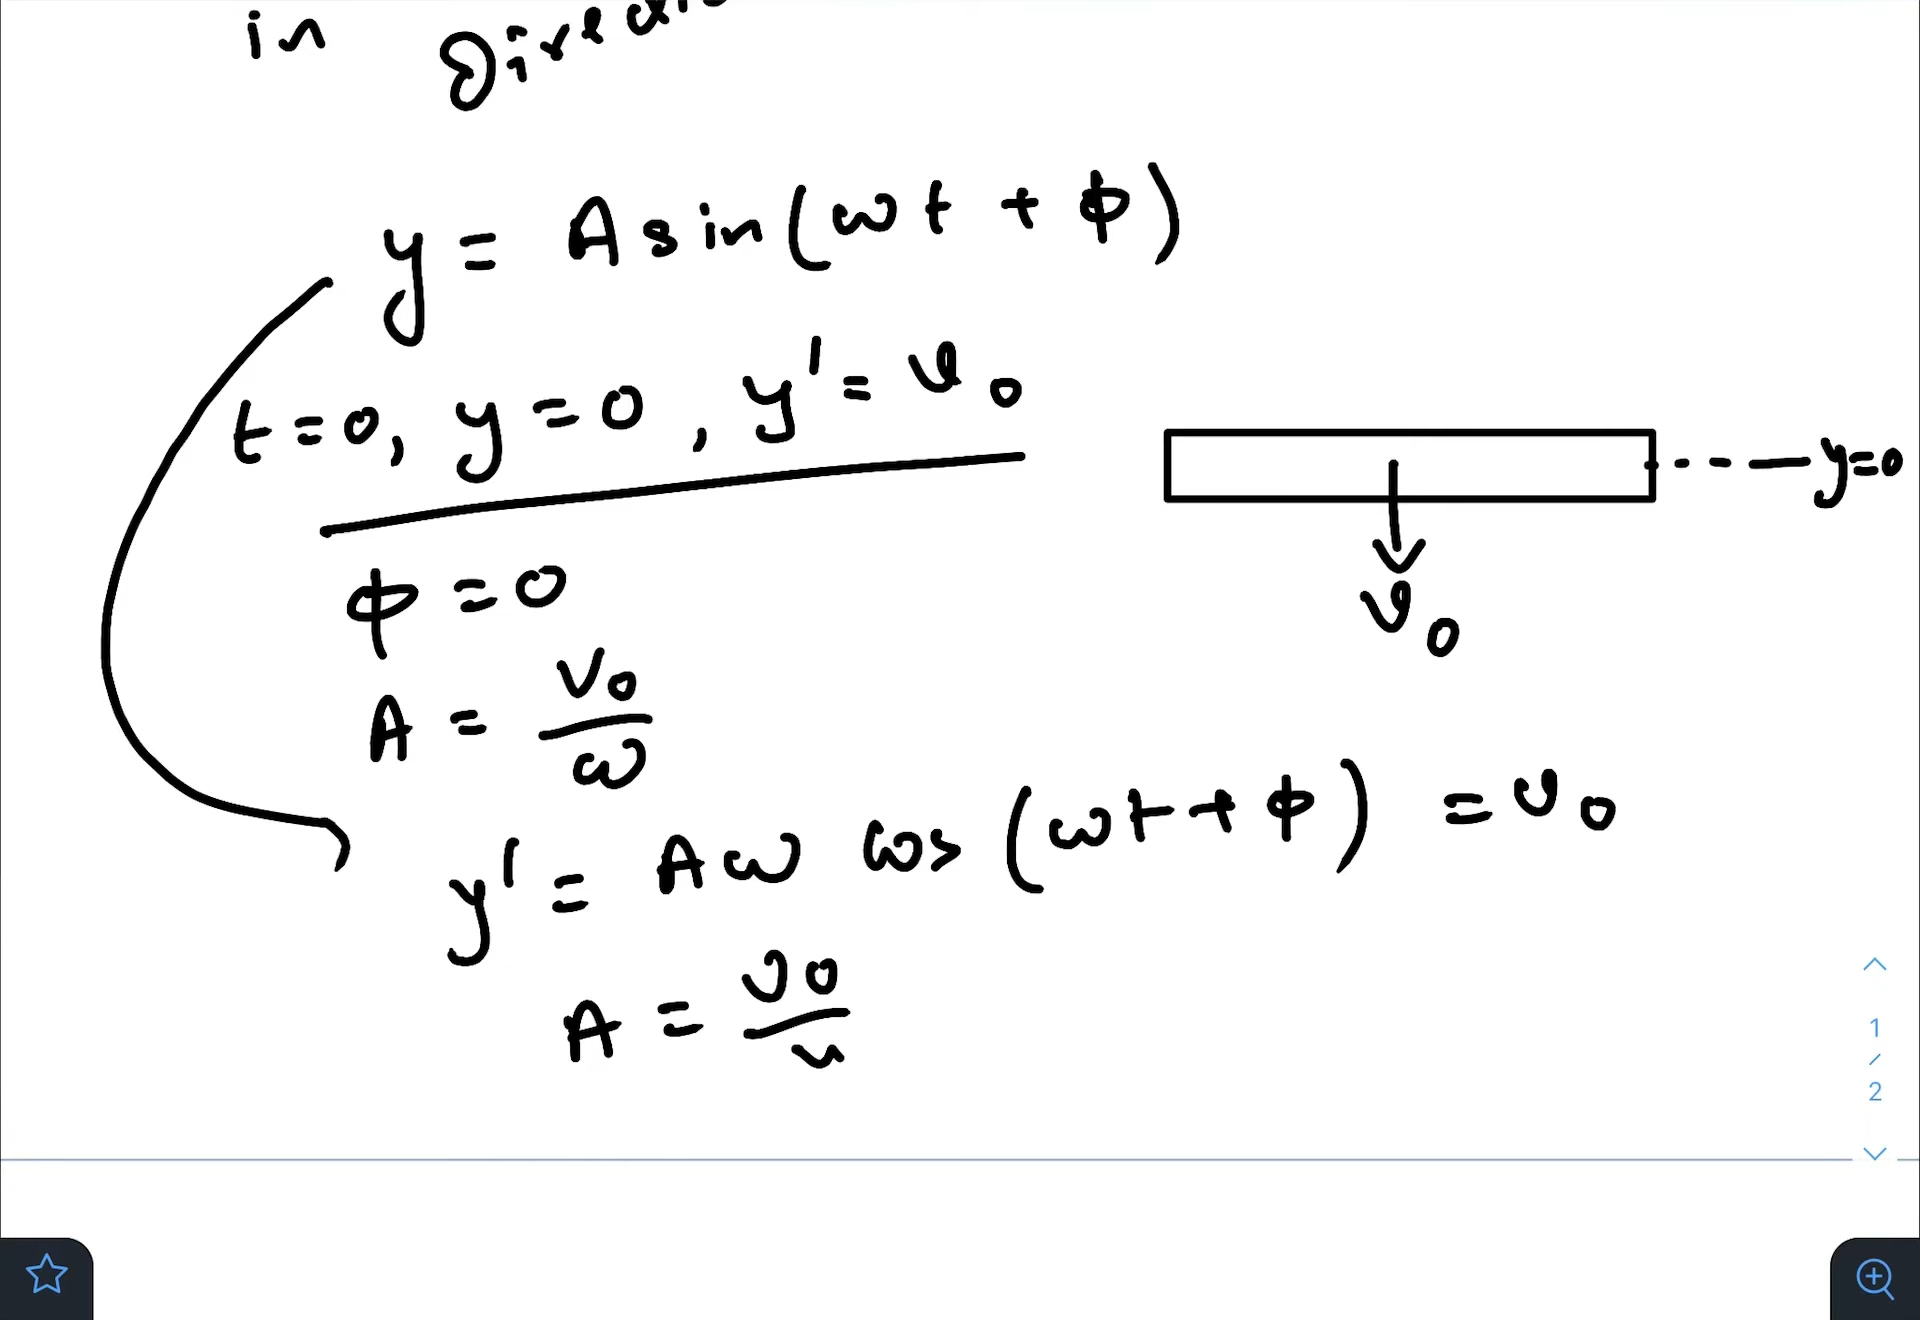 in
y = A sin(ωt + φ)
t=0, y=0, y' = v₀
y=0
v₀
φ = 0
A = v₀/ω
y' = Aω cos(ωt + φ) = v₀
A = v₀
1
/
2